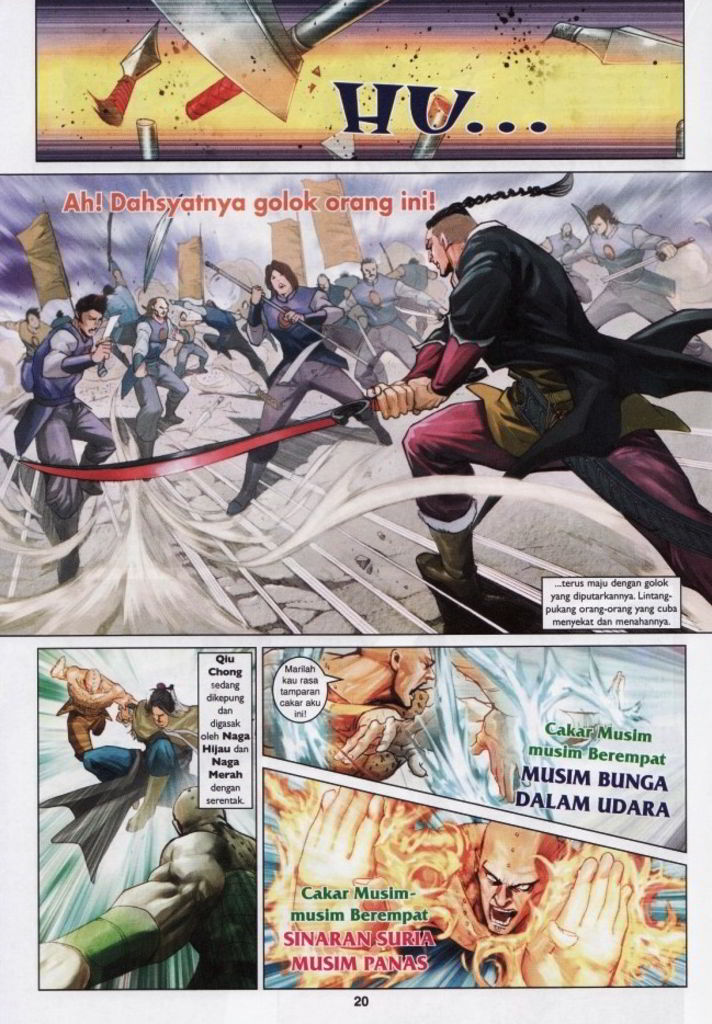 HU...
Ah! Dahsyatnya golok orang ini!
...terus maju dengan golok
yang diputarkannya. Lintang-
pukang orang-orang yang cuba
menyekat dan menahannya.
Qiu
Chong
sedang
dikepung
dan
digasak
oleh Naga
Hijau dan
Naga
Merah
dengan
serentak.
Marilah
kau rasa
tamparan
cakar aku
ini!
Cakar Musim
musim Berempat
MUSIM BUNGA
DALAM UDARA
Cakar Musim-
musim Berempat
SINARAN SURIA
MUSIM PANAS
20